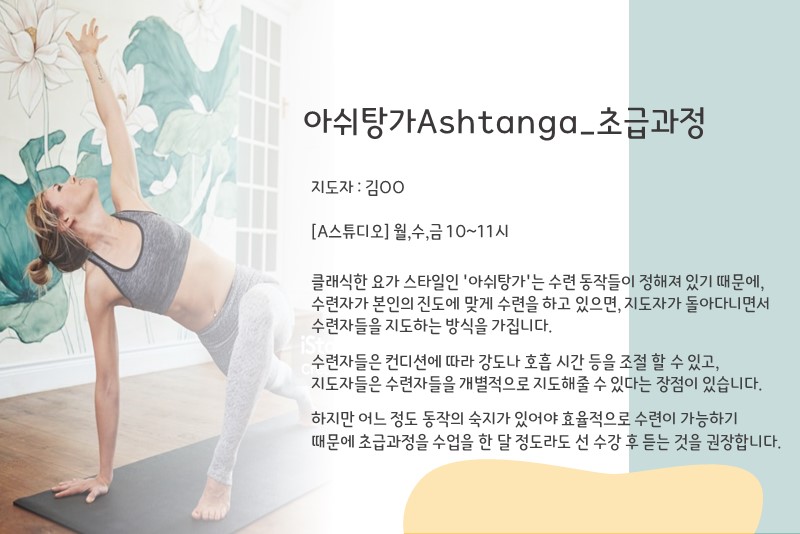 아쉬탕가Ashtanga_초급과정
지도자 : 김OO
[A스튜디오] 월,수,금 10~11시
클래식한 요가 스타일인 '아쉬탕가'는 수련 동작들이 정해져 있기 때문에,
수련자가 본인의 진도에 맞게 수련을 하고 있으면, 지도자가 돌아다니면서
수련자들을 지도하는 방식을 가집니다.
수련자들은 컨디션에 따라 강도나 호흡 시간 등을 조절 할 수 있고,
지도자들은 수련자들을 개별적으로 지도해줄 수 있다는 장점이 있습니다.
하지만 어느 정도 동작의 숙지가 있어야 효율적으로 수련이 가능하기
때문에 초급과정을 수업을 한 달 정도라도 선 수강 후 듣는 것을 권장합니다.